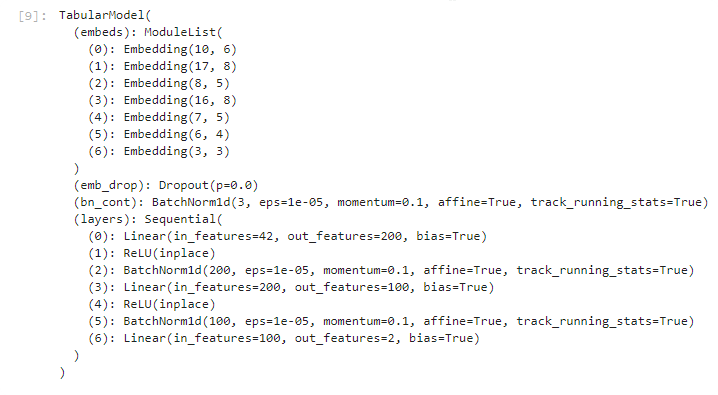 [9]: TabularModel(
  (embeds): ModuleList(
    (0): Embedding(10, 6)
    (1): Embedding(17, 8)
    (2): Embedding(8, 5)
    (3): Embedding(16, 8)
    (4): Embedding(7, 5)
    (5): Embedding(6, 4)
    (6): Embedding(3, 3)
  )
  (emb_drop): Dropout(p=0.0)
  (bn_cont): BatchNorm1d(3, eps=1e-05, momentum=0.1, affine=True, track_running_stats=True)
  (layers): Sequential(
    (0): Linear(in_features=42, out_features=200, bias=True)
    (1): ReLU(inplace)
    (2): BatchNorm1d(200, eps=1e-05, momentum=0.1, affine=True, track_running_stats=True)
    (3): Linear(in_features=200, out_features=100, bias=True)
    (4): ReLU(inplace)
    (5): BatchNorm1d(100, eps=1e-05, momentum=0.1, affine=True, track_running_stats=True)
    (6): Linear(in_features=100, out_features=2, bias=True)
  )
)